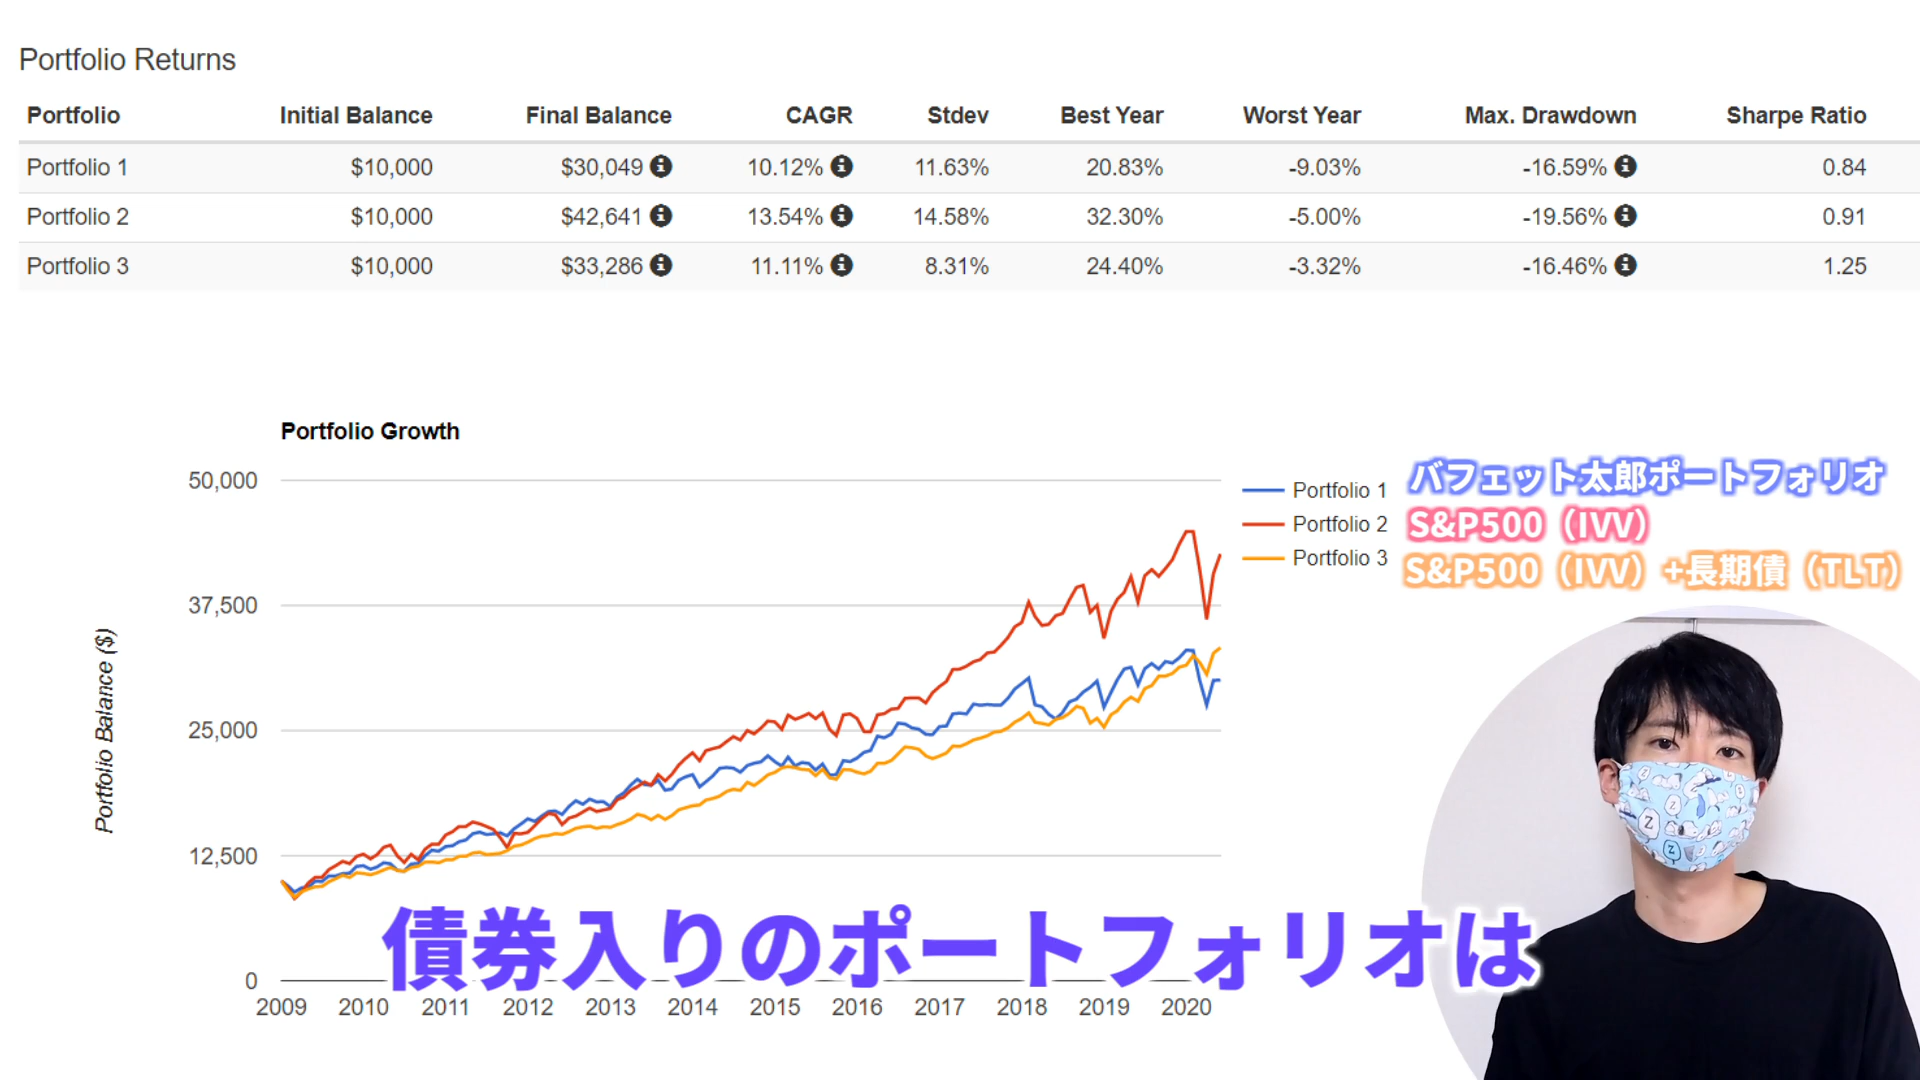 Portfolio Returns
Portfolio Initial Balance Final Balance CAGR Stdev Best Year Worst Year Max. Drawdown Sharpe Ratio
Portfolio 1 $10,000 $30,049 10.12% 11.63% 20.83% -9.03% -16.59% 0.84
Portfolio 2 $10,000 $42,641 13.54% 14.58% 32.30% -5.00% -19.56% 0.91
Portfolio 3 $10,000 $33,286 11.11% 8.31% 24.40% -3.32% -16.46% 1.25
Portfolio Growth
Portfolio Balance ($)
50,000
37,500
25,000
12,500
0
2009 2010 2011 2012 2013 2014 2015 2016 2017 2018 2019 2020
Portfolio 1 バフェット太郎ポートフォリオ
Portfolio 2 S&P500（IVV）
Portfolio 3 S&P500（IVV）+長期債（TLT）
債券入りのポートフォリオは